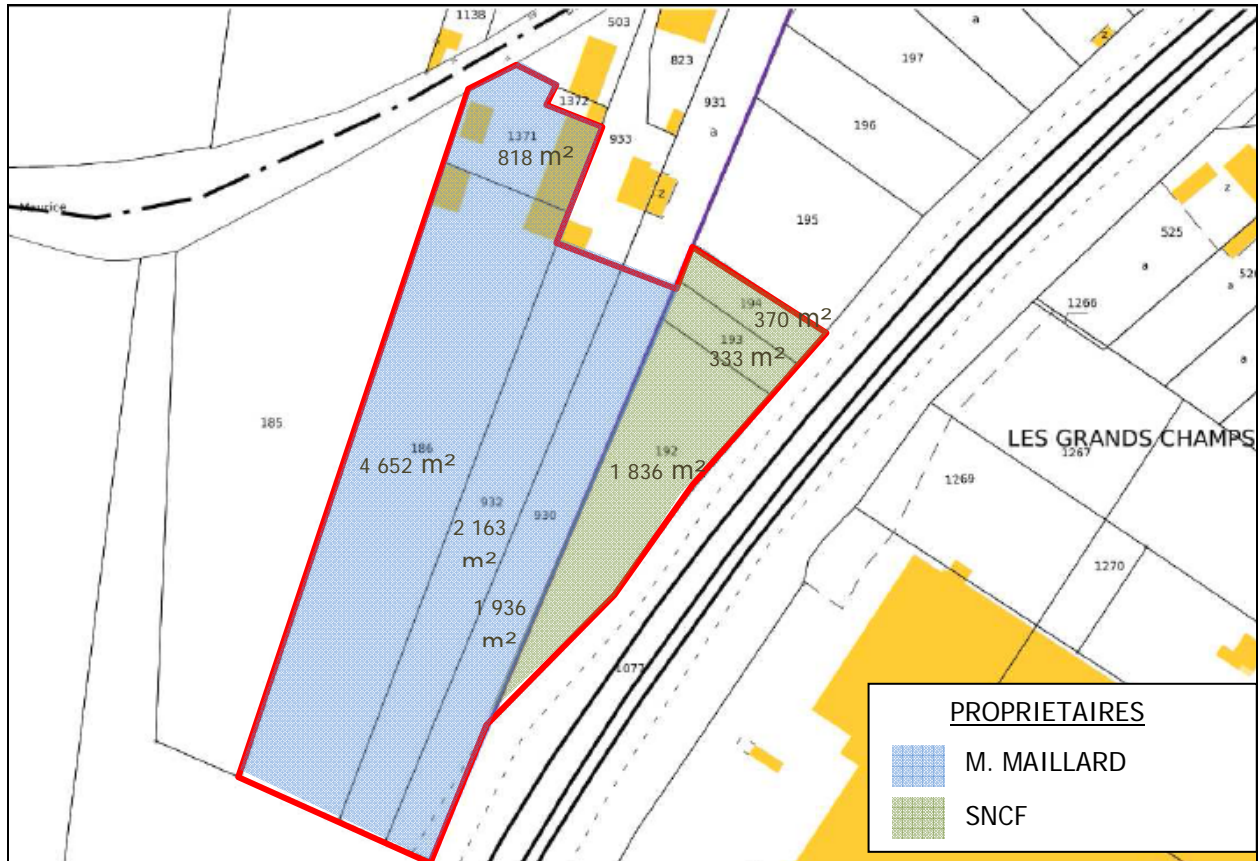 1138
503
823
a
z
197
931
a
1372
196
1371
818 m²
933
z
z
195
Maurice
525
a
a
526
194
370 m²
193
333 m²
1266
a
185
186
4 652 m²
192
1 836 m²
LES GRANDS CHAMPS
1267
1269
932
2 163
m²
930
1270
1 936
m²
1077
PROPRIETAIRES
M. MAILLARD
SNCF